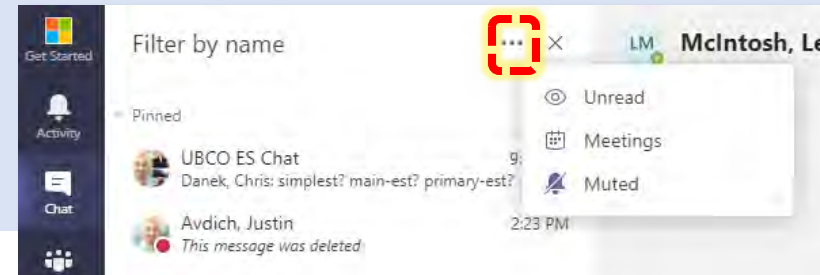 Get Started
Filter by name
LM McIntosh, Le
Activity
Pinned
Unread
Meetings
Muted
UBCO ES Chat 9:
Danek, Chris: simplest? main-est? primary-est?
Chat
Avdich, Justin 2:23 PM
This message was deleted